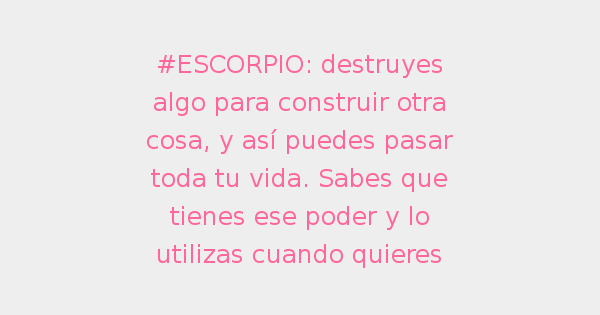 #ESCORPIO: destruyes
algo para construir otra
cosa, y así puedes pasar
toda tu vida. Sabes que
tienes ese poder y lo
utilizas cuando quieres